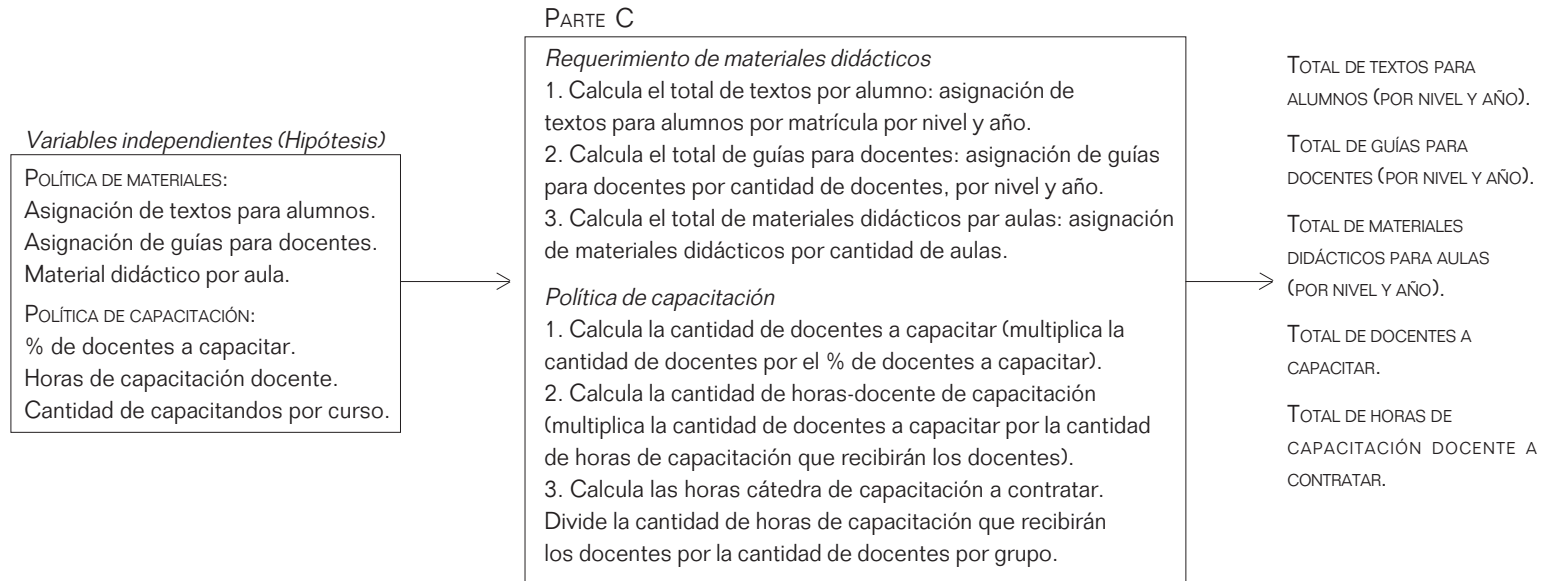 Variables independientes (Hipótesis)
POLÍTICA DE MATERIALES:
Asignación de textos para alumnos.
Asignación de guías para docentes.
Material didáctico por aula.
POLÍTICA DE CAPACITACIÓN:
% de docentes a capacitar.
Horas de capacitación docente.
Cantidad de capacitandos por curso.
PARTE C
Requerimiento de materiales didácticos
1. Calcula el total de textos por alumno: asignación de
textos para alumnos por matrícula por nivel y año.
2. Calcula el total de guías para docentes: asignación de guías
para docentes por cantidad de docentes, por nivel y año.
3. Calcula el total de materiales didácticos par aulas: asignación
de materiales didácticos por cantidad de aulas.
Política de capacitación
1. Calcula la cantidad de docentes a capacitar (multiplica la
cantidad de docentes por el % de docentes a capacitar).
2. Calcula la cantidad de horas-docente de capacitación
(multiplica la cantidad de docentes a capacitar por la cantidad
de horas de capacitación que recibirán los docentes).
3. Calcula las horas cátedra de capacitación a contratar.
Divide la cantidad de horas de capacitación que recibirán
los docentes por la cantidad de docentes por grupo.
TOTAL DE TEXTOS PARA
ALUMNOS (POR NIVEL Y AÑO).
TOTAL DE GUÍAS PARA
DOCENTES (POR NIVEL Y AÑO).
TOTAL DE MATERIALES
DIDÁCTICOS PARA AULAS
(POR NIVEL Y AÑO).
TOTAL DE DOCENTES A
CAPACITAR.
TOTAL DE HORAS DE
CAPACITACIÓN DOCENTE A
CONTRATAR.